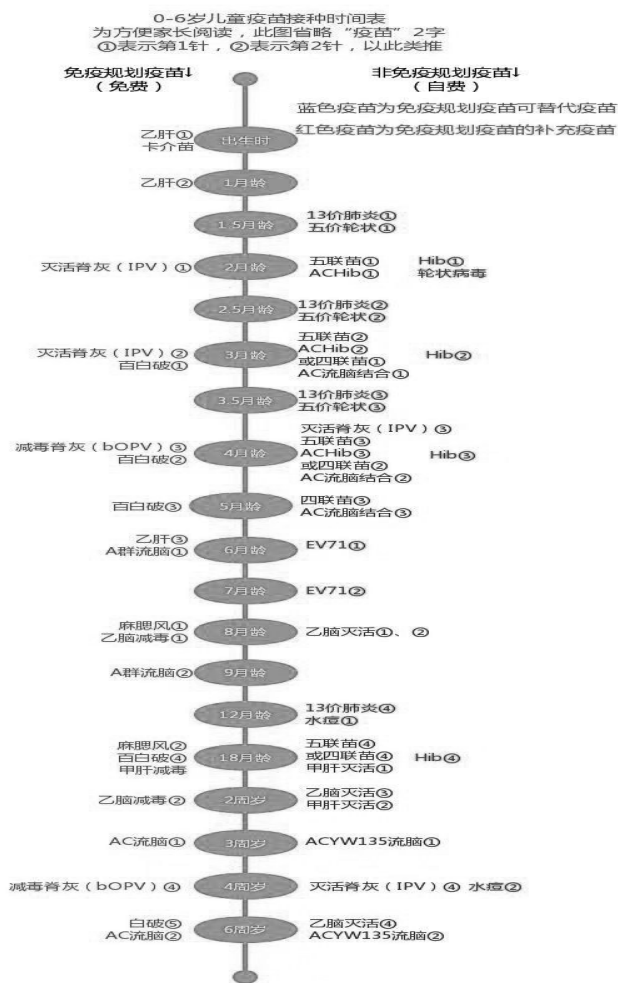 0-6岁儿童疫苗接种时间表
为方便家长阅读，此图省略“疫苗”2字
①表示第1针，②表示第2针，以此类推
免疫规划疫苗↓
（免费）
非免疫规划疫苗↓
（自费）
蓝色疫苗为免疫规划疫苗可替代疫苗
红色疫苗为免疫规划疫苗的补充疫苗
乙肝①
卡介苗
出生时
乙肝②
1月龄
1.5月龄
13价肺炎①
五价轮状①
灭活脊灰（IPV）①
2月龄
五联苗① Hib①
ACHib① 轮状病毒
2.5月龄
13价肺炎②
五价轮状②
灭活脊灰（IPV）②
百白破①
3月龄
五联苗②
ACHib② Hib②
或四联苗①
AC流脑结合①
3.5月龄
13价肺炎③
五价轮状③
减毒脊灰（bOPV）③
百白破②
4月龄
灭活脊灰（IPV）③
五联苗③
ACHib③ Hib③
或四联苗②
AC流脑结合②
百白破③
5月龄
四联苗③
AC流脑结合③
乙肝③
A群流脑①
6月龄
EV71①
7月龄
EV71②
麻腮风①
乙脑减毒①
8月龄
乙脑灭活①、②
A群流脑②
9月龄
12月龄
13价肺炎④
水痘①
麻腮风②
百白破④
甲肝减毒
18月龄
五联苗④
或四联苗④ Hib④
甲肝灭活①
乙脑减毒②
2周岁
乙脑灭活③
甲肝灭活②
AC流脑①
3周岁
ACYW135流脑①
减毒脊灰（bOPV）④
4周岁
灭活脊灰（IPV）④ 水痘②
白破⑤
AC流脑②
6周岁
乙脑灭活④
ACYW135流脑②